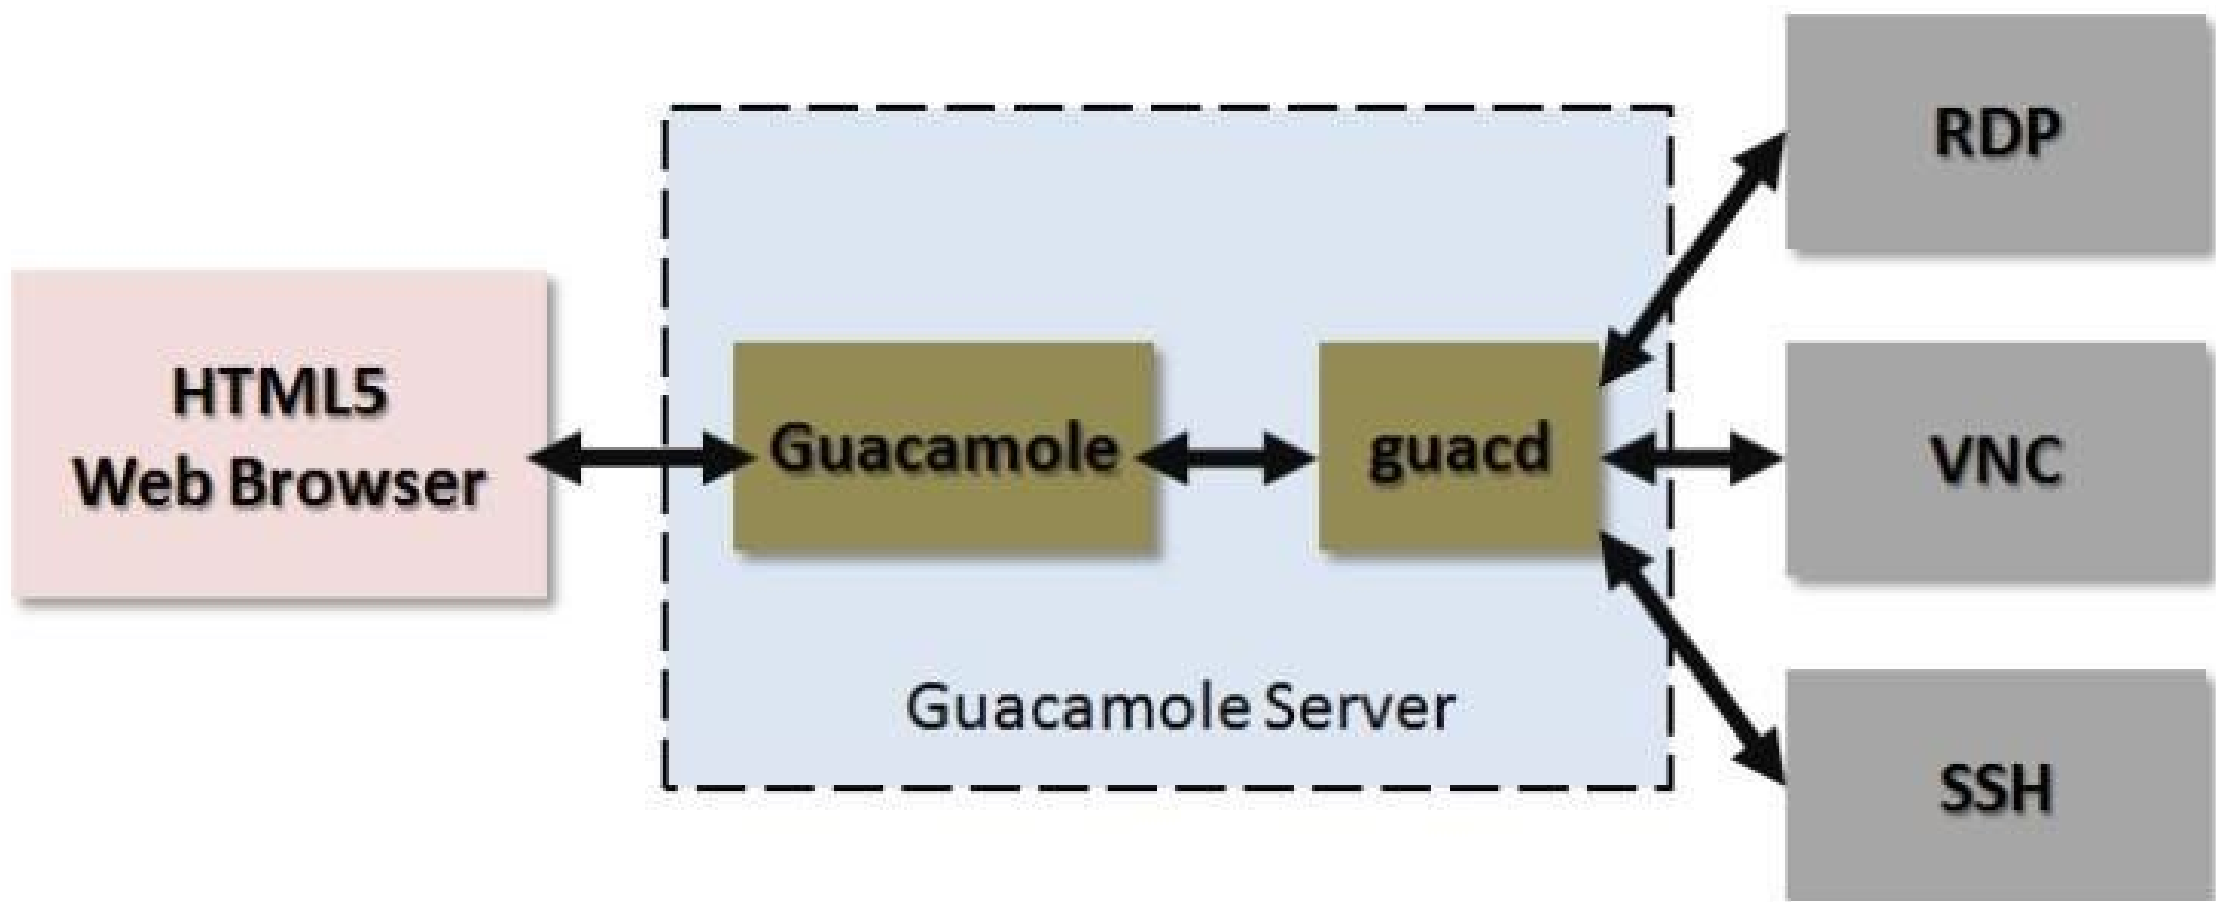 HTML5
Web Browser
Guacamole
guacd
Guacamole Server
RDP
VNC
SSH